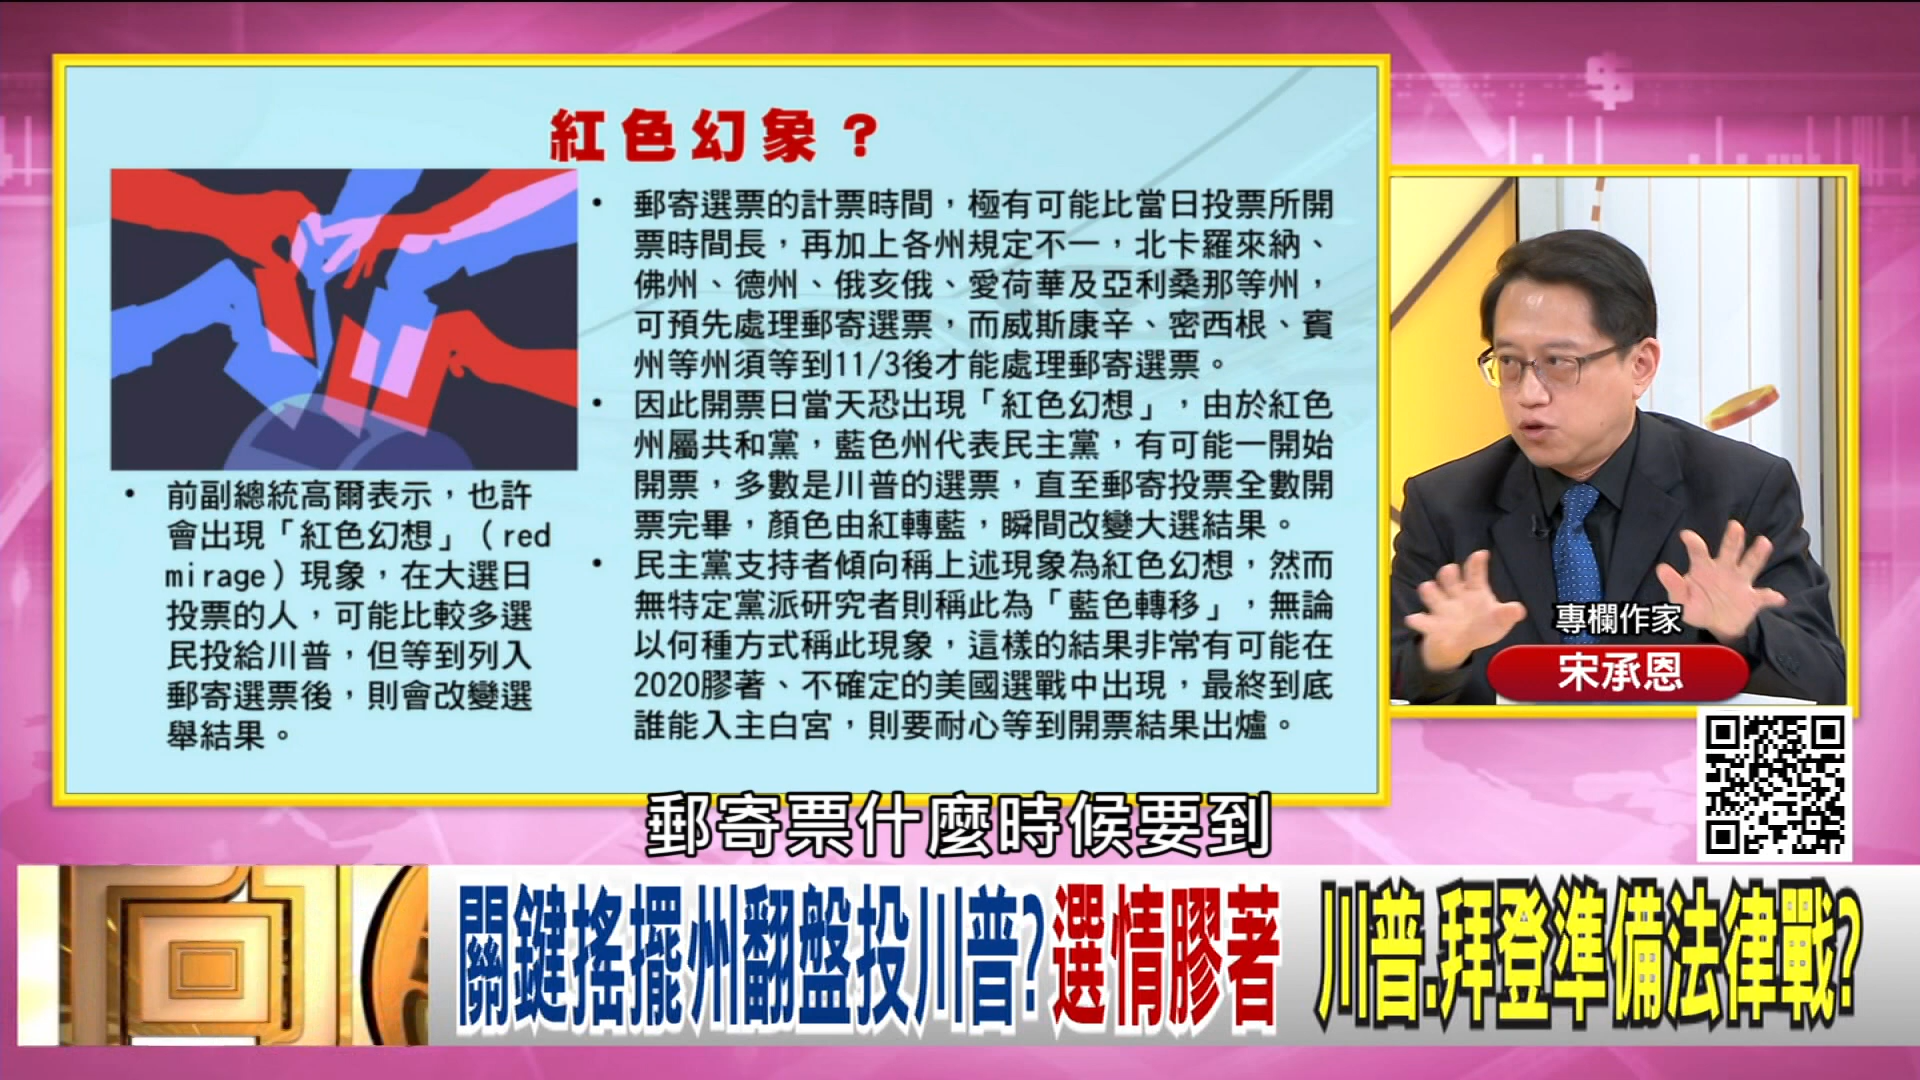 紅色幻象？
前副總統高爾表示，也許
會出現「紅色幻想」（red
mirage）現象，在大選日
投票的人，可能比較多選
民投給川普，但等到列入
郵寄選票後，則會改變選
舉結果。
郵寄選票的計票時間，極有可能比當日投票所開
票時間長，再加上各州規定不一，北卡羅來納、
佛州、德州、俄亥俄、愛荷華及亞利桑那等州，
可預先處理郵寄選票，而威斯康辛、密西根、賓
州等州須等到11/3後才能處理郵寄選票。
因此開票日當天恐出現「紅色幻想」，由於紅色
州屬共和黨，藍色州代表民主黨，有可能一開始
開票，多數是川普的選票，直至郵寄投票全數開
票完畢，顏色由紅轉藍，瞬間改變大選結果。
民主黨支持者傾向稱上述現象為紅色幻想，然而
無特定黨派研究者則稱此為「藍色轉移」，無論
以何種方式稱此現象，這樣的結果非常有可能在
2020膠著、不確定的美國選戰中出現，最終到底
誰能入主白宮，則要耐心等到開票結果出爐。
專欄作家
宋承恩
郵寄票什麼時候要到
關鍵搖擺州翻盤投川普?選情膠著 川普.拜登準備法律戰?